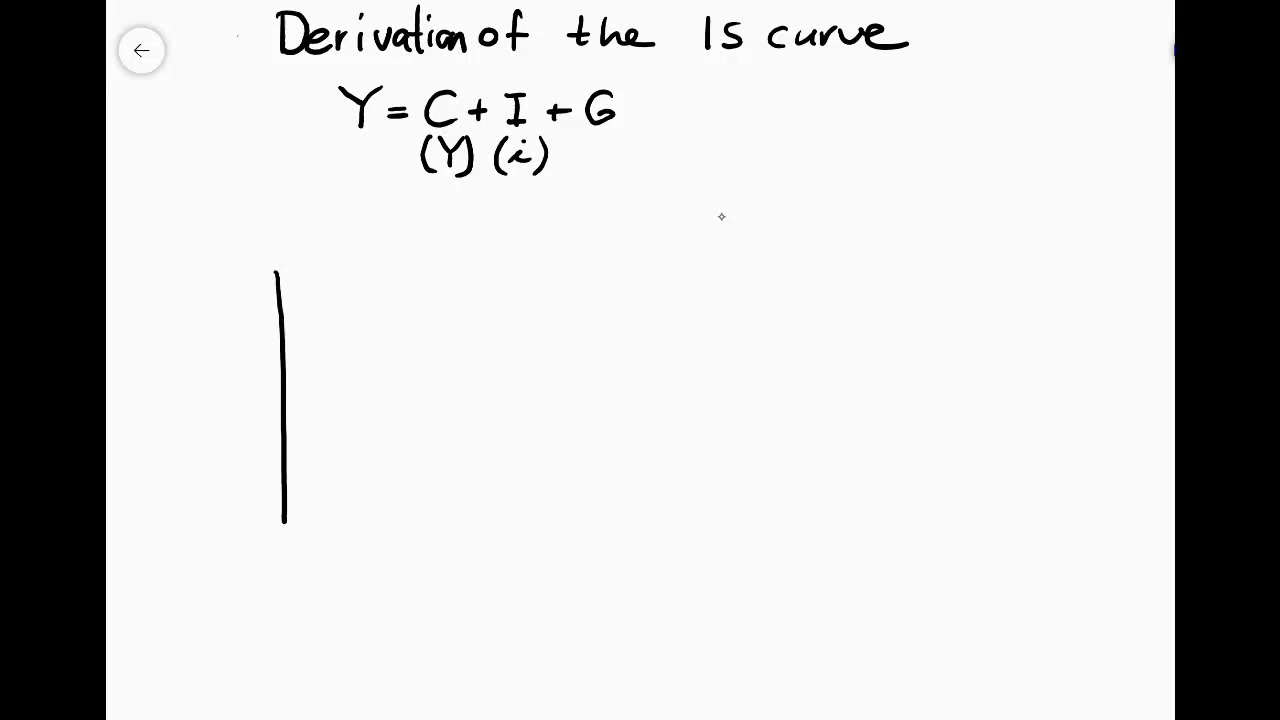 Derivation of the IS curve
Y = C + I + G
(Y) (i)